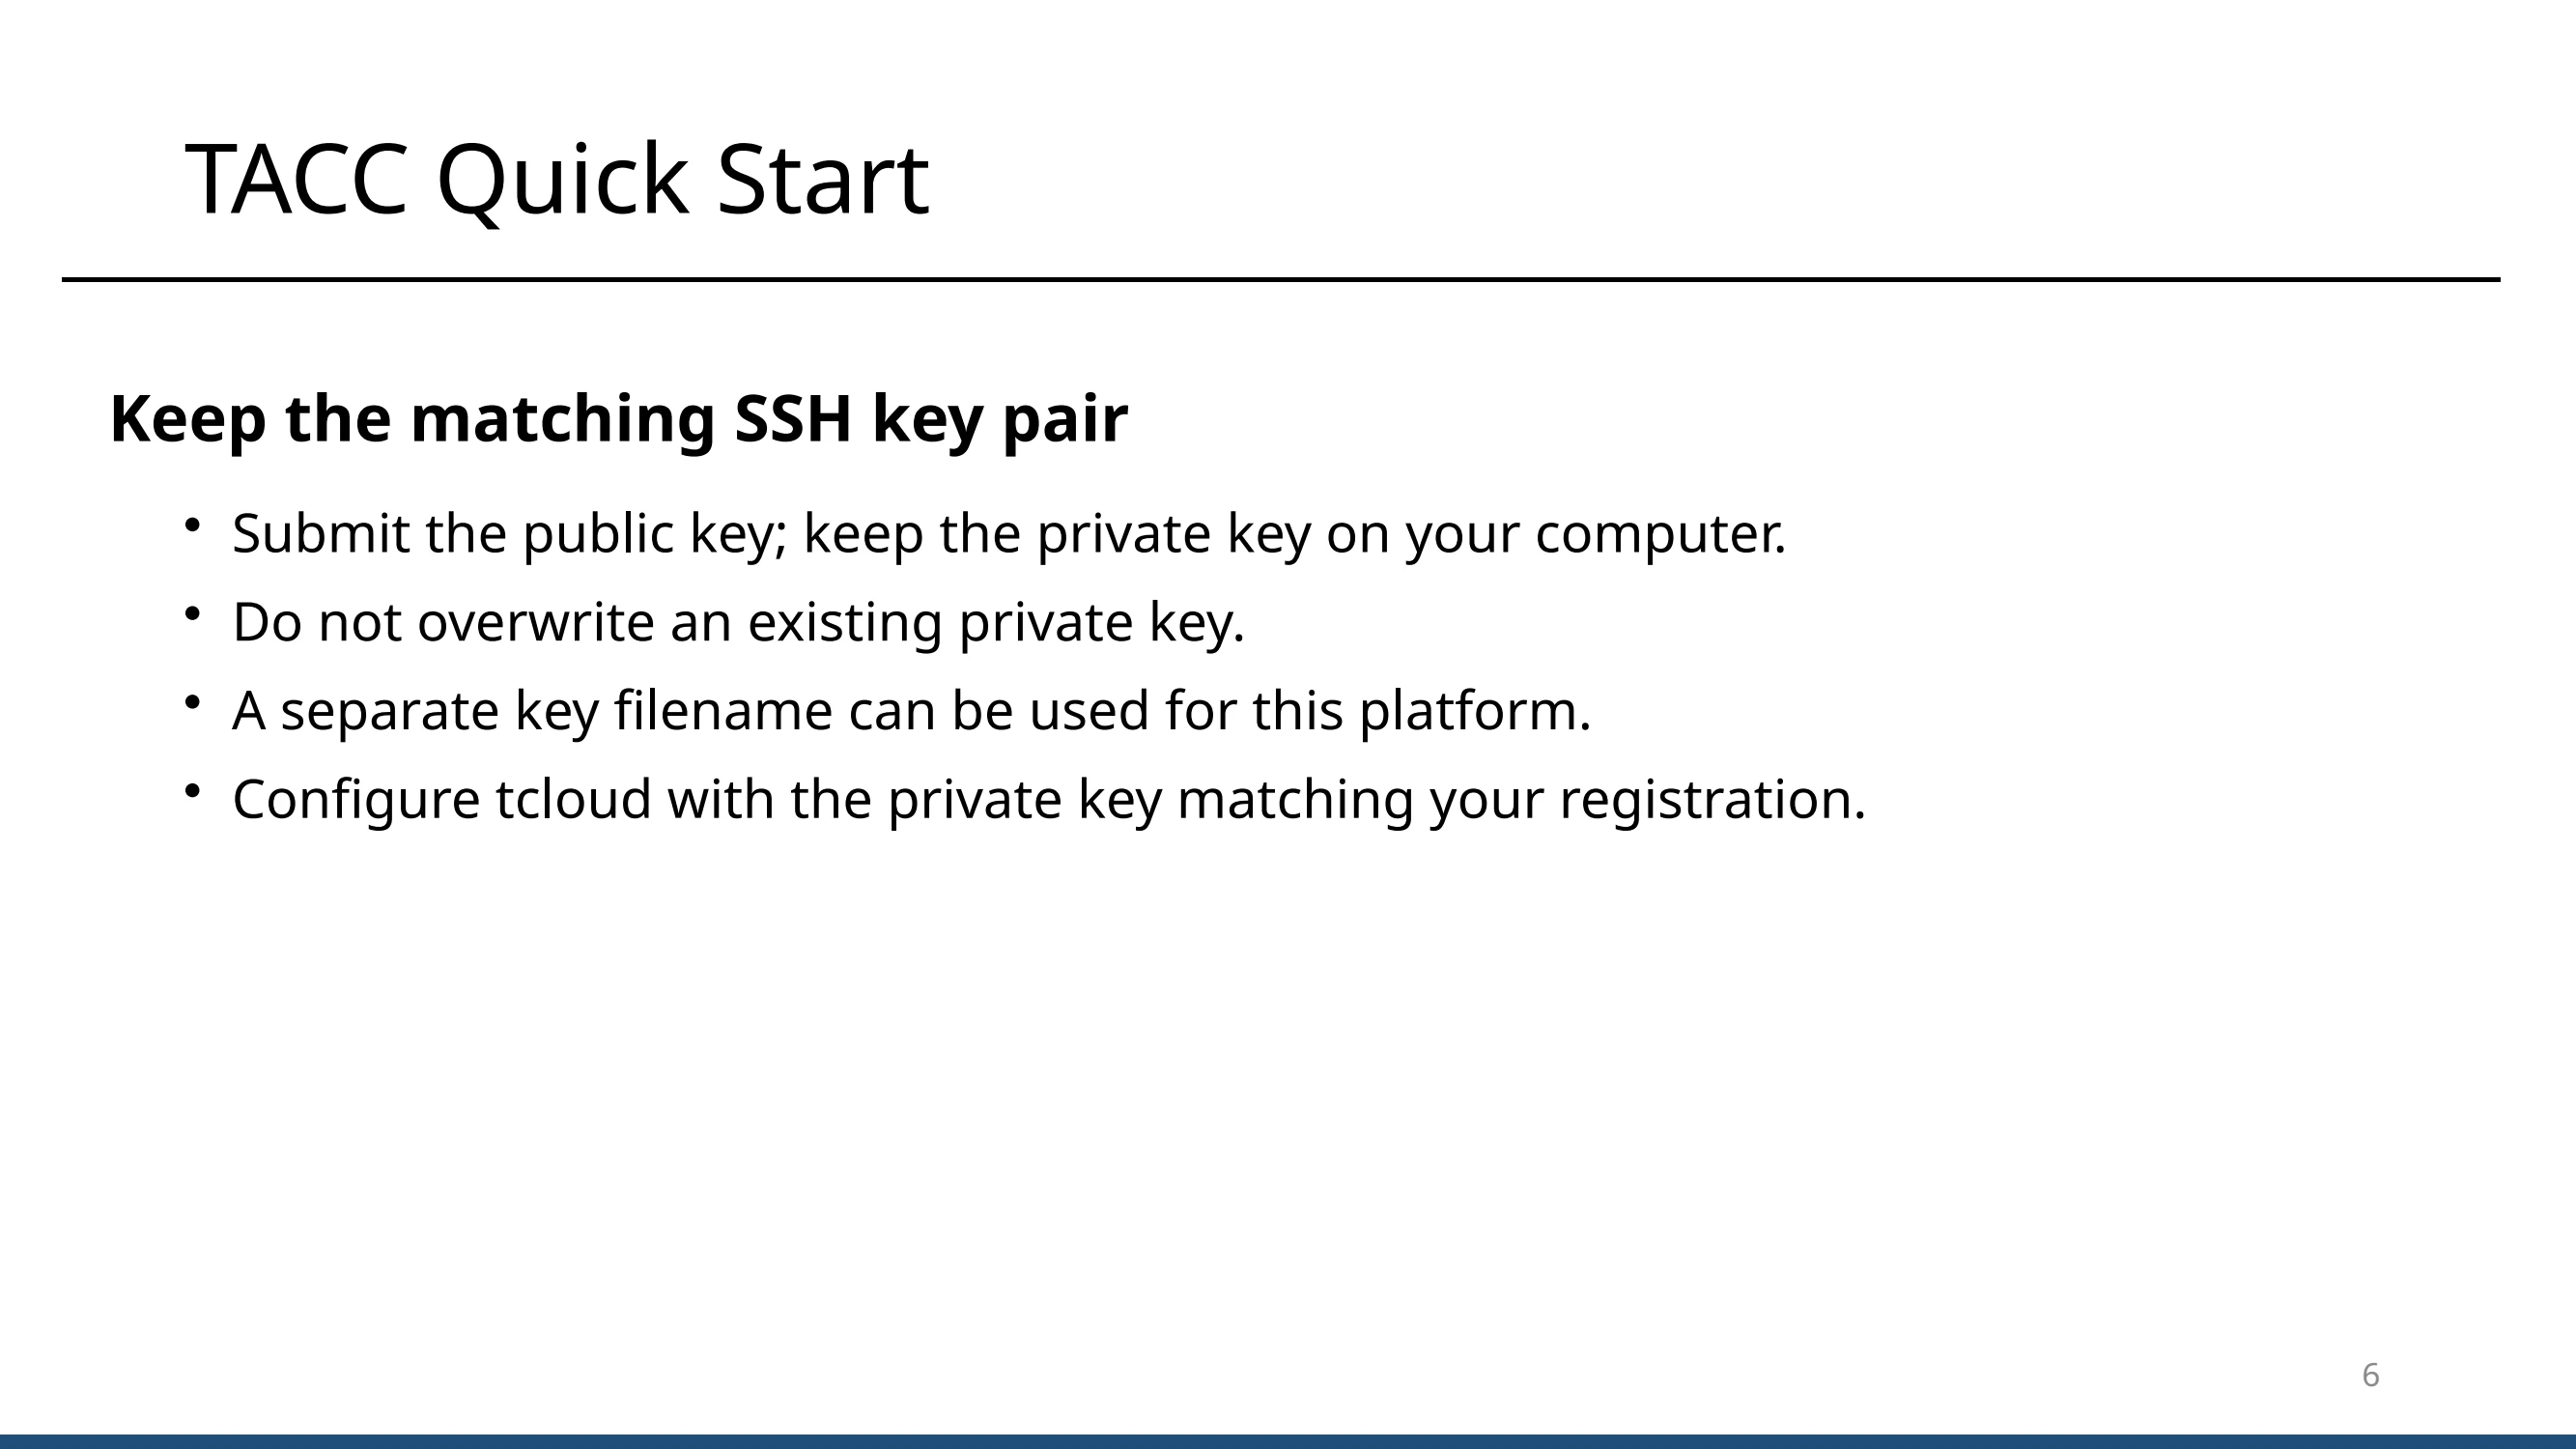 TACC Quick Start
Keep the matching SSH key pair
• Submit the public key; keep the private key on your computer.
• Do not overwrite an existing private key.
• A separate key filename can be used for this platform.
• Configure tcloud with the private key matching your registration.
6